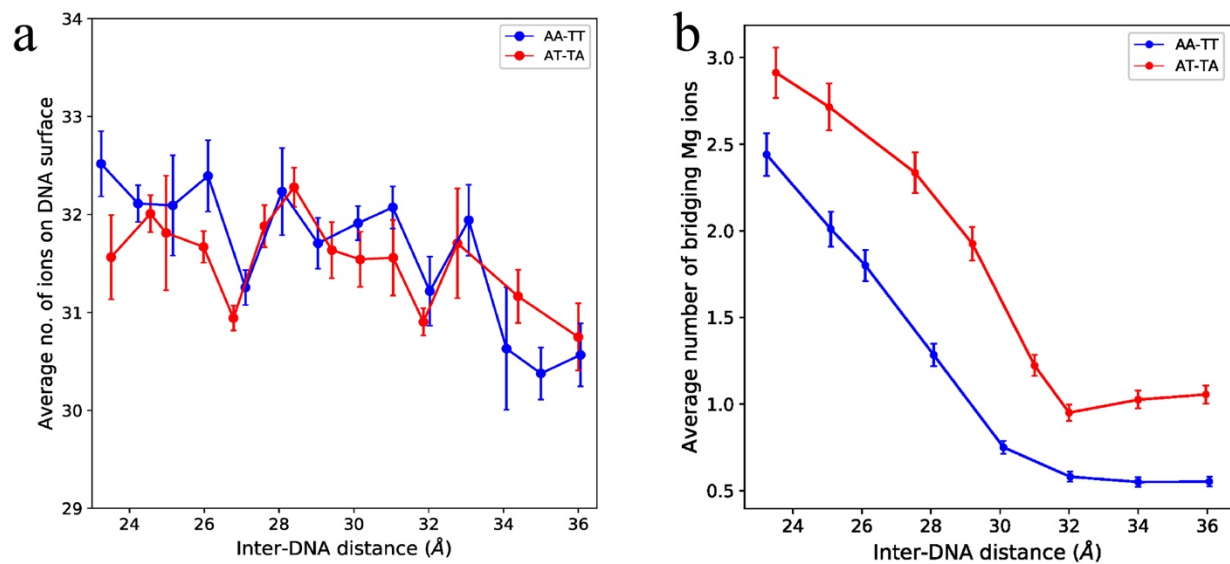 a
34
33
32
31
30
29
24 26 28 30 32 34 36
Average no. of ions on DNA surface
Inter-DNA distance (Å)
AA-TT
AT-TA
b
3.0
2.5
2.0
1.5
1.0
0.5
24 26 28 30 32 34 36
Average number of bridging Mg ions
Inter-DNA distance (Å)
AA-TT
AT-TA